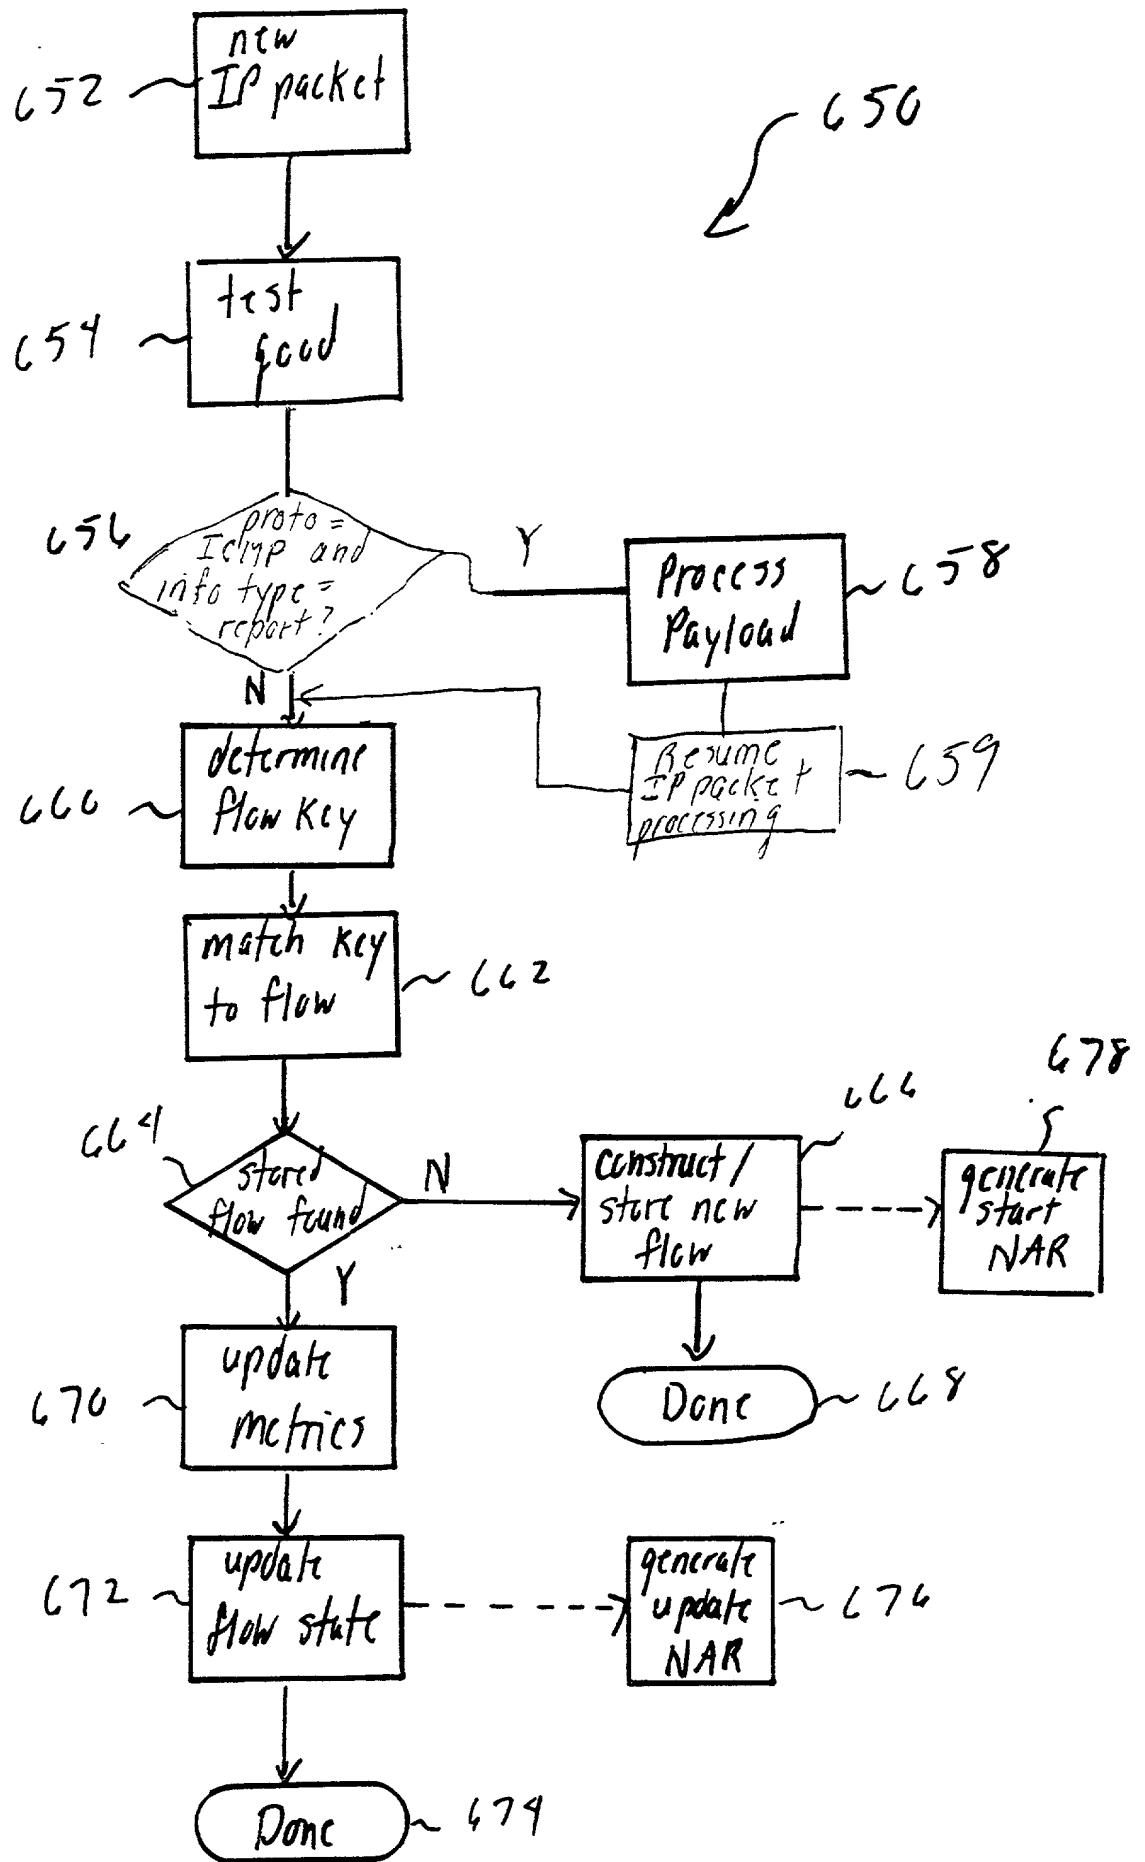 new
IP packet
652
650
test
good
654
656
proto =
ICMP and
info type =
report?
Y
Process
Payload
658
N
Resume
IP packet
processing
659
determine
flow key
660
match key
to flow
662
664
stored
flow found
N
construct/
store new
flow
666
678
generate
start
NAR
Y
Done
668
update
metrics
670
update
flow state
672
generate
update
NAR
676
Done
674